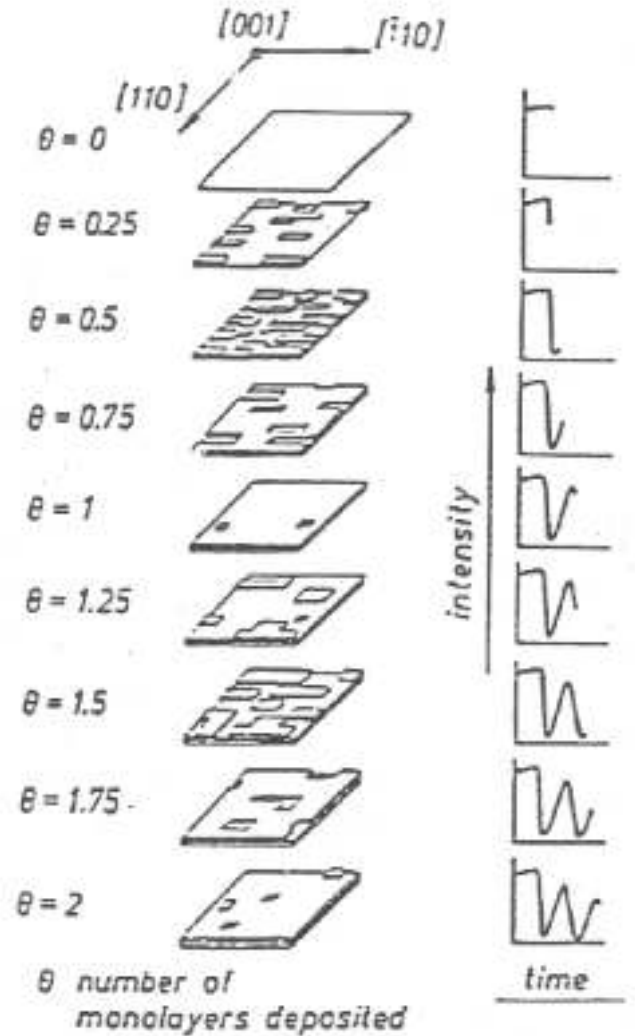 [001]
[1̄10]
[110]
θ = 0
θ = 0.25
θ = 0.5
θ = 0.75
θ = 1
θ = 1.25
θ = 1.5
θ = 1.75
θ = 2
intensity
time
θ number of
monolayers deposited